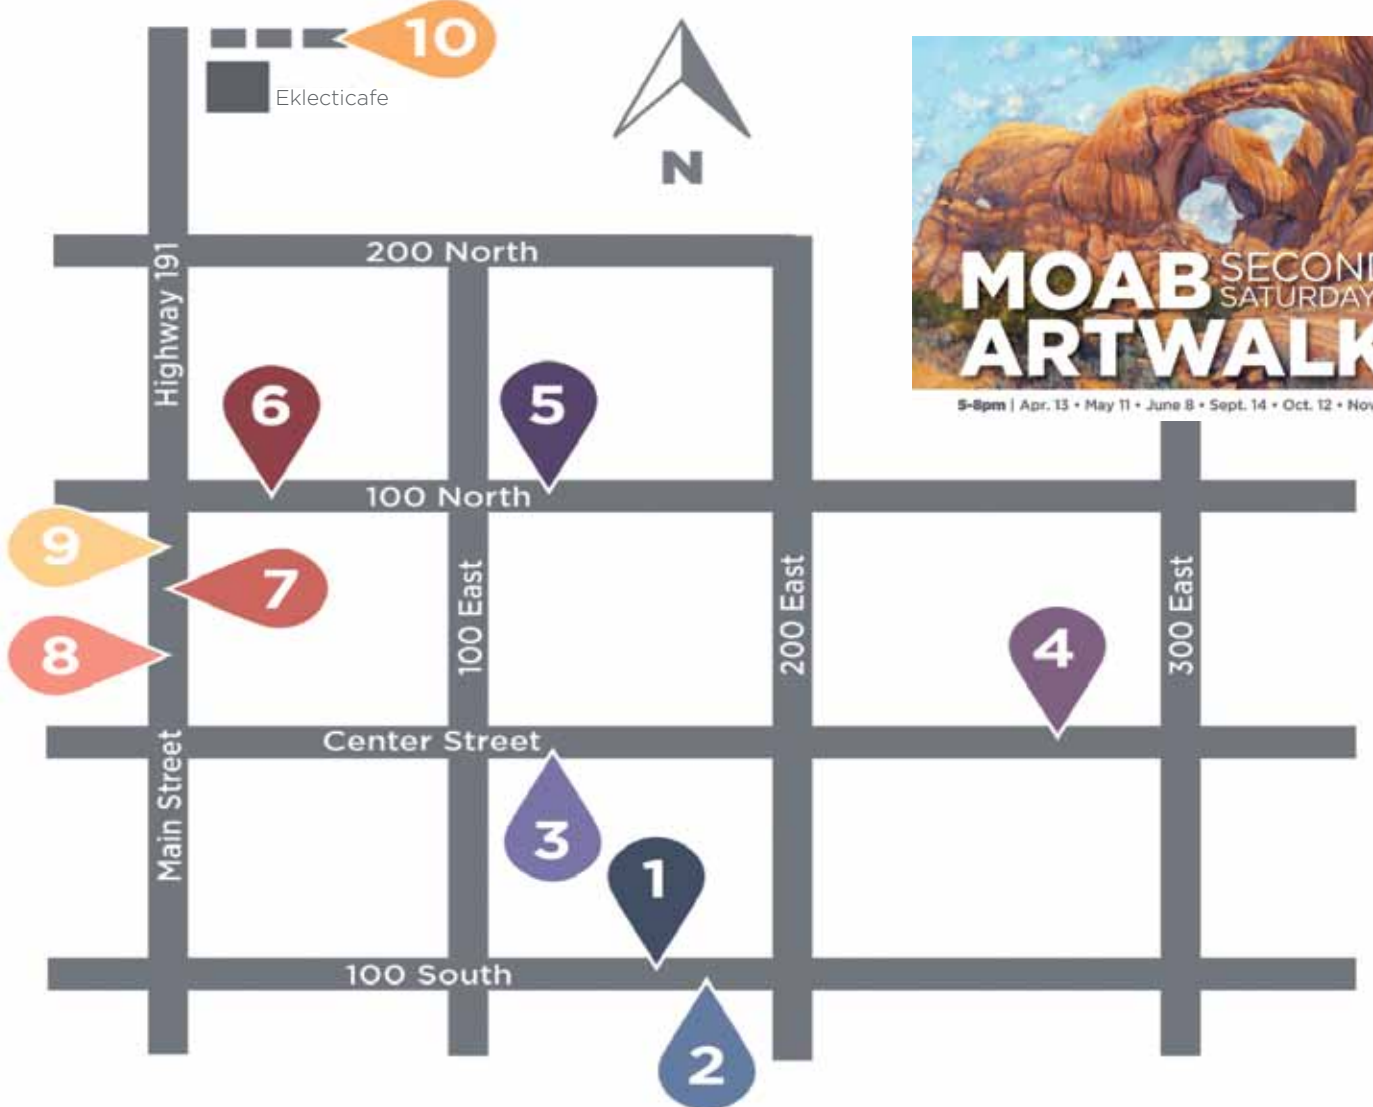 10
Eklecticafe
N
MOAB SECOND
SATURDAY
ARTWALK
5-8pm | Apr. 13 • May 11 • June 8 • Sept. 14 • Oct. 12 • Nov
200 North
Highway 191
6
5
100 North
9
7
8
100 East
200 East
300 East
4
Center Street
Main Street
3
1
100 South
2